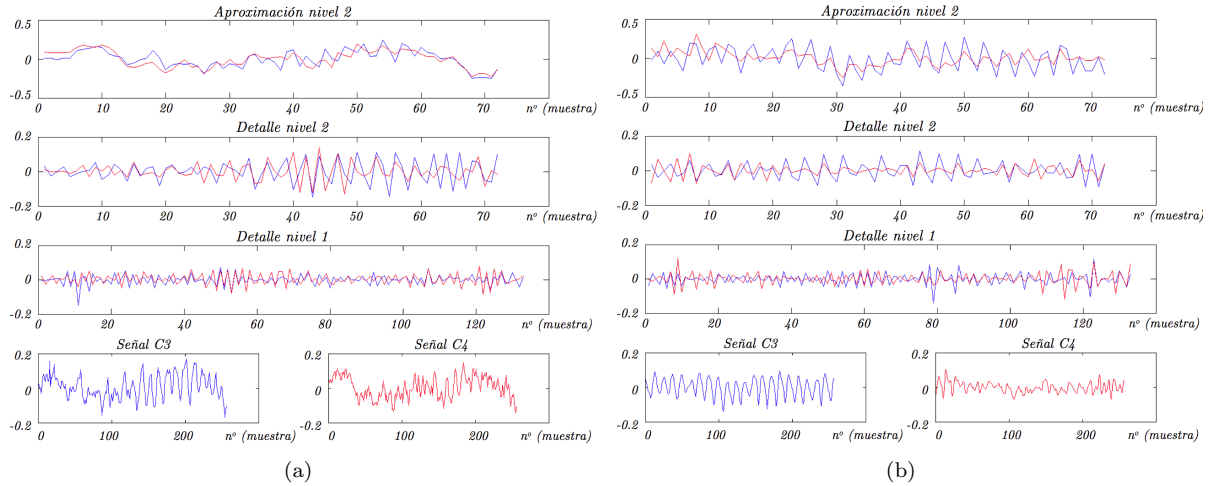 Aproximación nivel 2
0.5
0
-0.5
0 10 20 30 40 50 60 70
nº (muestra)
Detalle nivel 2
0.2
0
-0.2
0 10 20 30 40 50 60 70
nº (muestra)
Detalle nivel 1
0.2
0
-0.2
0 20 40 60 80 100 120
nº (muestra)
Señal C3
0.2
0
-0.2
0 100 200
nº (muestra)
Señal C4
0.2
0
-0.2
0 100 200
nº (muestra)
(a)
Aproximación nivel 2
0.5
0
-0.5
0 10 20 30 40 50 60 70
nº (muestra)
Detalle nivel 2
0.2
0
-0.2
0 10 20 30 40 50 60 70
nº (muestra)
Detalle nivel 1
0.2
0
-0.2
0 20 40 60 80 100 120
nº (muestra)
Señal C3
0.2
0
-0.2
0 100 200
nº (muestra)
Señal C4
0.2
0
-0.2
0 100 200
nº (muestra)
(b)